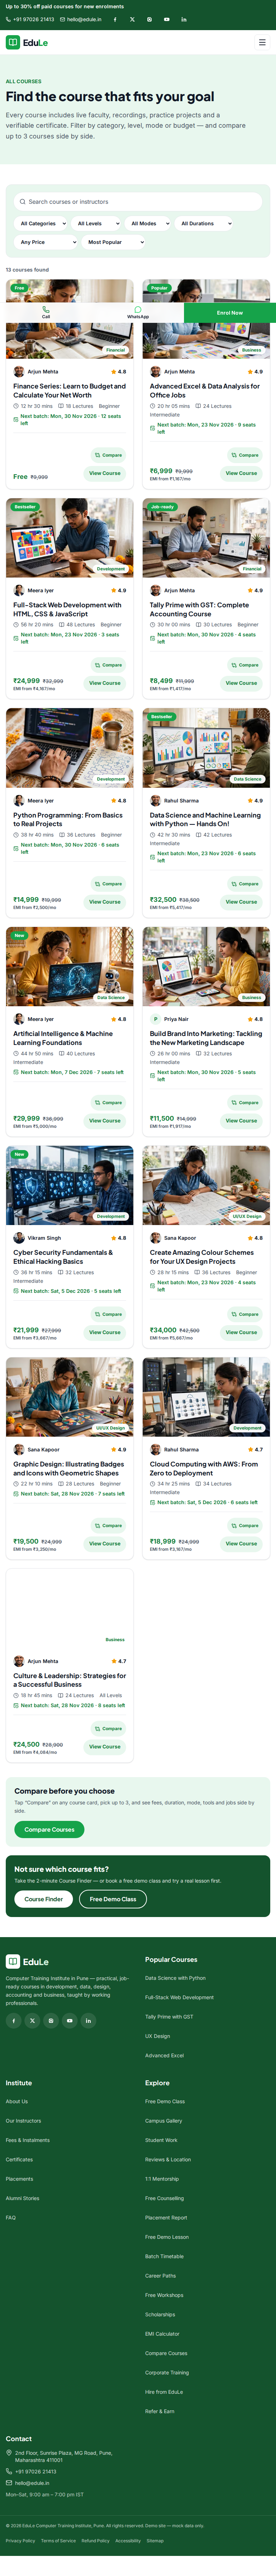 Up to 30% off paid courses for new enrolments
+91 97026 21413 hello@edule.in
EduLe
ALL COURSES
Find the course that fits your goal
Every course includes live faculty, recordings, practice projects and a
verifiable certificate. Filter by category, level, mode or budget — and compare
up to 3 courses side by side.
Search courses or instructors
All Categories All Levels All Modes All Durations
Any Price Most Popular
13 courses found
Free
Financial
Popular
Business
Call WhatsApp Enrol Now
Arjun Mehta 4.8
Finance Series: Learn to Budget and
Calculate Your Net Worth
12 hr 30 mins 18 Lectures Beginner
Next batch: Mon, 30 Nov 2026 · 12 seats
left
Compare
Free ₹9,999 View Course
Arjun Mehta 4.9
Advanced Excel & Data Analysis for
Office Jobs
20 hr 05 mins 24 Lectures
Intermediate
Next batch: Mon, 23 Nov 2026 · 9 seats
left
Compare
₹6,999 ₹9,999
EMI from ₹1,167/mo
View Course
Bestseller
Development
Meera Iyer 4.9
Full-Stack Web Development with
HTML, CSS & JavaScript
56 hr 20 mins 48 Lectures Beginner
Next batch: Mon, 23 Nov 2026 · 3 seats
left
Compare
₹24,999 ₹32,999
EMI from ₹4,167/mo
View Course
Job-ready
Financial
Arjun Mehta 4.9
Tally Prime with GST: Complete
Accounting Course
30 hr 00 mins 30 Lectures Beginner
Next batch: Mon, 30 Nov 2026 · 4 seats
left
Compare
₹8,499 ₹11,999
EMI from ₹1,417/mo
View Course
Development
Meera Iyer 4.8
Python Programming: From Basics
to Real Projects
38 hr 40 mins 36 Lectures Beginner
Next batch: Mon, 30 Nov 2026 · 6 seats
left
Compare
₹14,999 ₹19,999
EMI from ₹2,500/mo
View Course
Bestseller
Data Science
Rahul Sharma 4.9
Data Science and Machine Learning
with Python — Hands On!
42 hr 30 mins 42 Lectures
Intermediate
Next batch: Mon, 23 Nov 2026 · 6 seats
left
Compare
₹32,500 ₹38,500
EMI from ₹5,417/mo
View Course
New
Data Science
Meera Iyer 4.8
Artificial Intelligence & Machine
Learning Foundations
44 hr 50 mins 40 Lectures
Intermediate
Next batch: Mon, 7 Dec 2026 · 7 seats left
Compare
₹29,999 ₹36,999
EMI from ₹5,000/mo
View Course
Business
P Priya Nair 4.8
Build Brand Into Marketing: Tackling
the New Marketing Landscape
26 hr 00 mins 32 Lectures
Intermediate
Next batch: Mon, 30 Nov 2026 · 5 seats
left
Compare
₹11,500 ₹14,999
EMI from ₹1,917/mo
View Course
New
Development
Vikram Singh 4.8
Cyber Security Fundamentals &
Ethical Hacking Basics
36 hr 15 mins 32 Lectures
Intermediate
Next batch: Sat, 5 Dec 2026 · 5 seats left
Compare
₹21,999 ₹27,999
EMI from ₹3,667/mo
View Course
UI/UX Design
Sana Kapoor 4.8
Create Amazing Colour Schemes
for Your UX Design Projects
28 hr 15 mins 36 Lectures Beginner
Next batch: Mon, 23 Nov 2026 · 4 seats
left
Compare
₹34,000 ₹42,500
EMI from ₹5,667/mo
View Course
UI/UX Design
Sana Kapoor 4.9
Graphic Design: Illustrating Badges
and Icons with Geometric Shapes
22 hr 10 mins 28 Lectures Beginner
Next batch: Sat, 28 Nov 2026 · 7 seats left
Compare
₹19,500 ₹24,999
EMI from ₹3,250/mo
View Course
Development
Rahul Sharma 4.7
Cloud Computing with AWS: From
Zero to Deployment
34 hr 25 mins 34 Lectures
Intermediate
Next batch: Sat, 5 Dec 2026 · 6 seats left
Compare
₹18,999 ₹24,999
EMI from ₹3,167/mo
View Course
Business
Arjun Mehta 4.7
Culture & Leadership: Strategies for
a Successful Business
18 hr 45 mins 24 Lectures All Levels
Next batch: Sat, 28 Nov 2026 · 8 seats left
Compare
₹24,500 ₹28,000
EMI from ₹4,084/mo
View Course
Compare before you choose
Tap “Compare” on any course card, pick up to 3, and see fees, duration, mode, tools and jobs side by
side.
Compare Courses
Not sure which course fits?
Take the 2-minute Course Finder — or book a free demo class and try a real lesson first.
Course Finder Free Demo Class
EduLe
Computer Training Institute in Pune — practical, job-
ready courses in development, data, design,
accounting and business, taught by working
professionals.
Popular Courses
Data Science with Python
Full-Stack Web Development
Tally Prime with GST
UX Design
Advanced Excel
Institute
About Us
Our Instructors
Fees & Instalments
Certificates
Placements
Alumni Stories
FAQ
Explore
Free Demo Class
Campus Gallery
Student Work
Reviews & Location
1:1 Mentorship
Free Counselling
Placement Report
Free Demo Lesson
Batch Timetable
Career Paths
Free Workshops
Scholarships
EMI Calculator
Compare Courses
Corporate Training
Hire from EduLe
Refer & Earn
Contact
2nd Floor, Sunrise Plaza, MG Road, Pune,
Maharashtra 411001
+91 97026 21413
hello@edule.in
Mon–Sat, 9:00 am – 7:00 pm IST
© 2026 EduLe Computer Training Institute, Pune. All rights reserved. Demo site — mock data only.
Privacy Policy Terms of Service Refund Policy Accessibility Sitemap